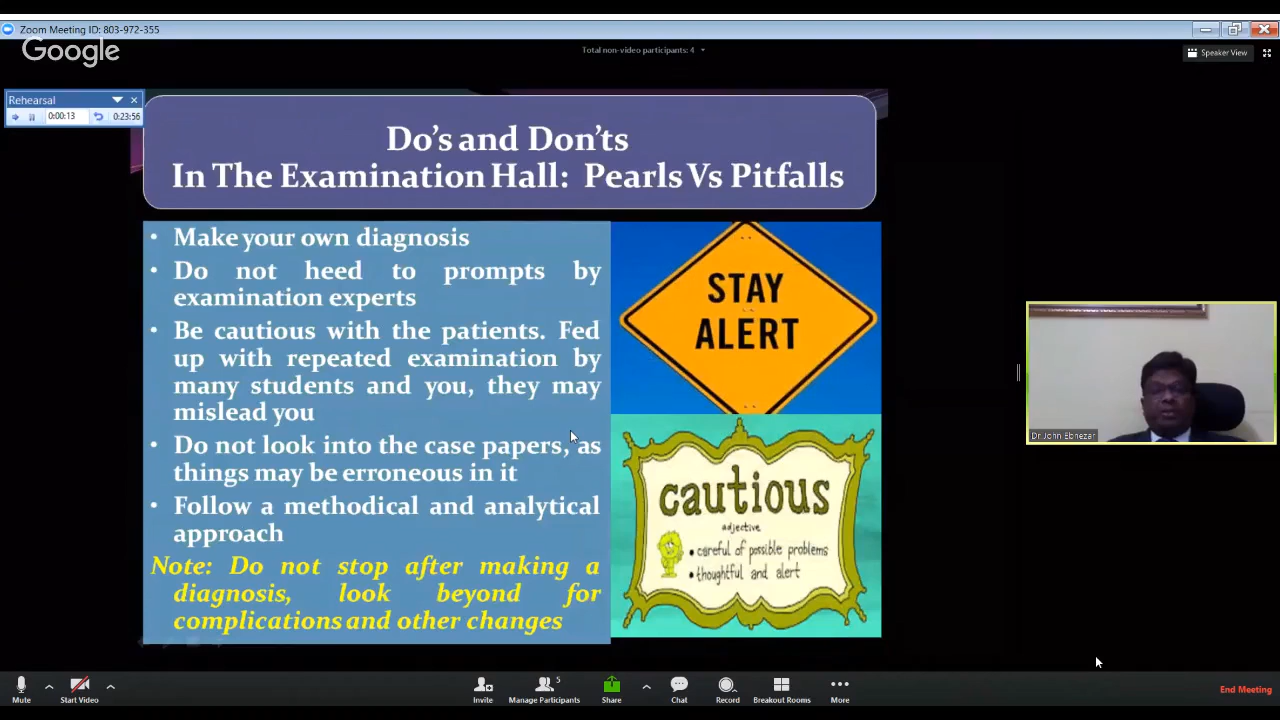 Zoom Meeting ID: 803-972-355
Google
Total non-video participants: 4
Speaker View
Rehearsal
0:00:13
0:23:56
Do's and Don'ts
In The Examination Hall: Pearls Vs Pitfalls
• Make your own diagnosis
• Do not heed to prompts by
examination experts
• Be cautious with the patients. Fed
up with repeated examination by
many students and you, they may
mislead you
• Do not look into the case papers, as
things may be erroneous in it
• Follow a methodical and analytical
approach
Note: Do not stop after making a
diagnosis, look beyond for
complications and other changes
STAY
ALERT
cautious
adjective
• careful of possible problems
• thoughtful and alert
Dr John Ebnezar
Mute
Start Video
Invite
5
Manage Participants
Share
Chat
Record
Breakout Rooms
More
End Meeting